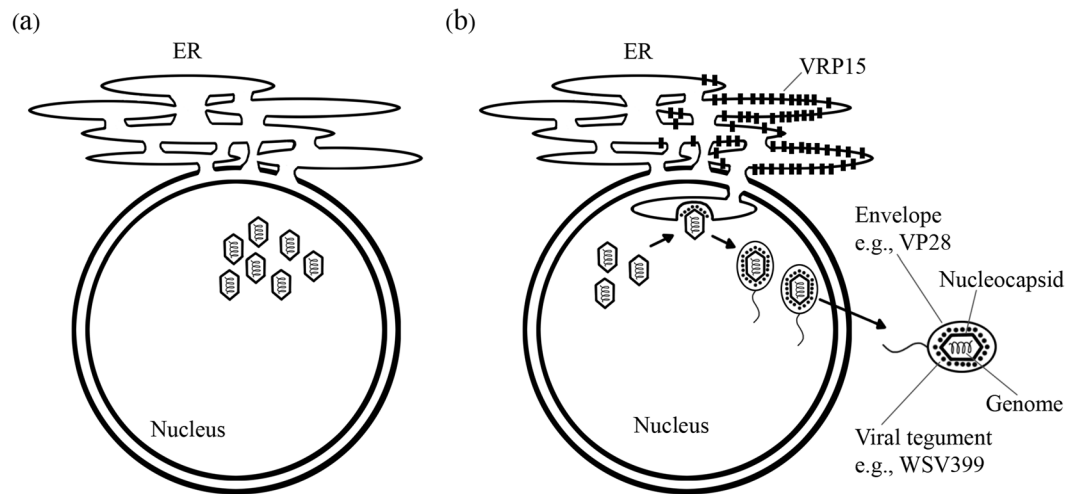 (a)
ER
Nucleus
(b)
ER
VRP15
Envelope
e.g., VP28
Nucleocapsid
Genome
Nucleus
Viral tegument
e.g., WSV399